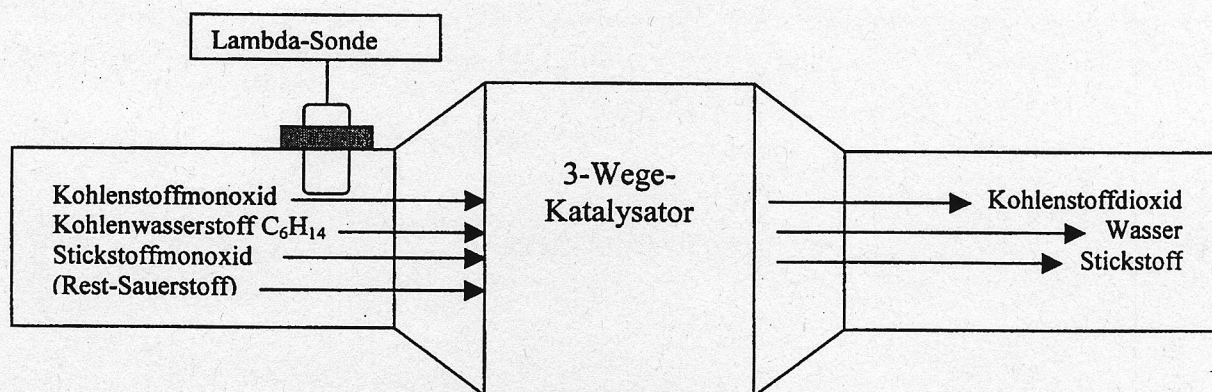 Lambda-Sonde
3-Wege-
Katalysator
Kohlenstoffmonoxid
Kohlenwasserstoff C₆H₁₄
Stickstoffmonoxid
(Rest-Sauerstoff)
Kohlenstoffdioxid
Wasser
Stickstoff